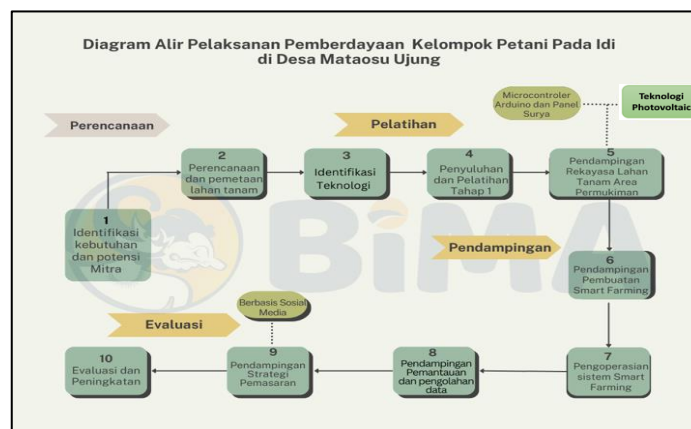 Diagram Alir Pelaksanan Pemberdayaan Kelompok Petani Pada Idi
di Desa Mataosu Ujung
Perencanaan
Pelatihan
Microcontroler
Arduino dan Panel
Surya
Teknologi
Photovoltaic
1
Identifikasi
kebutuhan
dan potensi
Mitra
2
Perencanaan
dan pemetaan
lahan tanam
3
Identifikasi
Teknologi
4
Penyuluhan
dan Pelatihan
Tahap 1
5
Pendampingan
Rekayasa Lahan
Tanam Area
Permukiman
BiMA
Pendampingan
6
Pendampingan
Pembuatan
Smart Farming
Evaluasi
Berbasis Sosial
Media
10
Evaluasi dan
Peningkatan
9
Pendampingan
Strategi
Pemasaran
8
Pendampingan
Pemantauan
dan pengolahan
data
7
Pengoperasian
sistem Smart
Farming